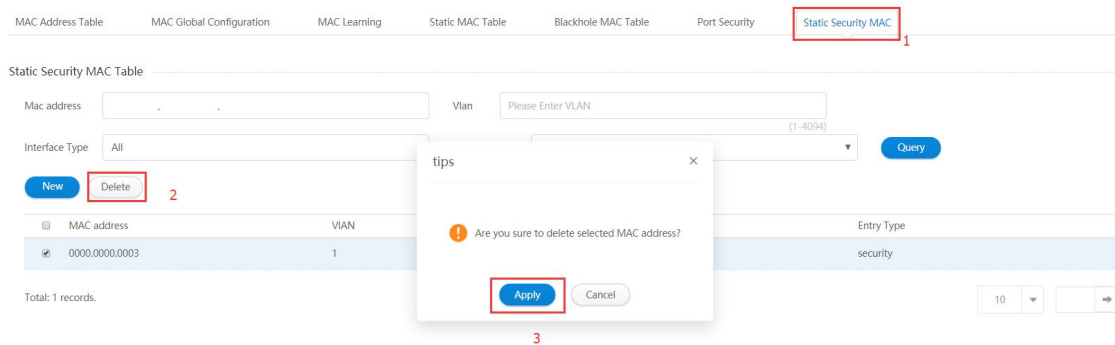 MAC Address Table MAC Global Configuration MAC Learning Static MAC Table Blackhole MAC Table Port Security Static Security MAC
1
Static Security MAC Table
Mac address . . Vlan Please Enter VLAN
(1-4094)
Interface Type All Query
New Delete 2
tips ×
MAC address VlAN Entry Type
0000.0000.0003 1 security
! Are you sure to delete selected MAC address?
Apply Cancel
Total: 1 records. 10
3